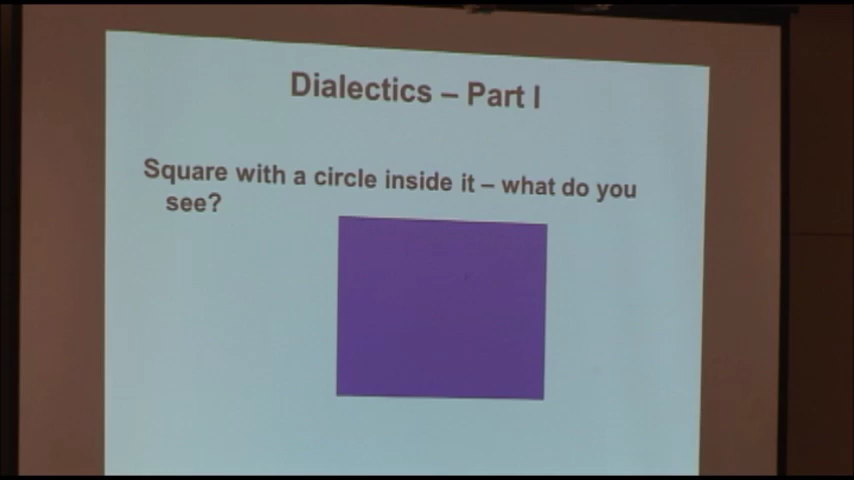 Dialectics – Part I
Square with a circle inside it – what do you
see?